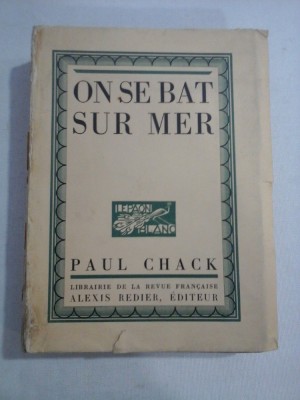 ON SE BAT
SUR MER
LE PAON
BLANC
PAUL CHACK
LIBRAIRIE DE LA REVUE FRANÇAISE
ALEXIS REDIER, ÉDITEUR